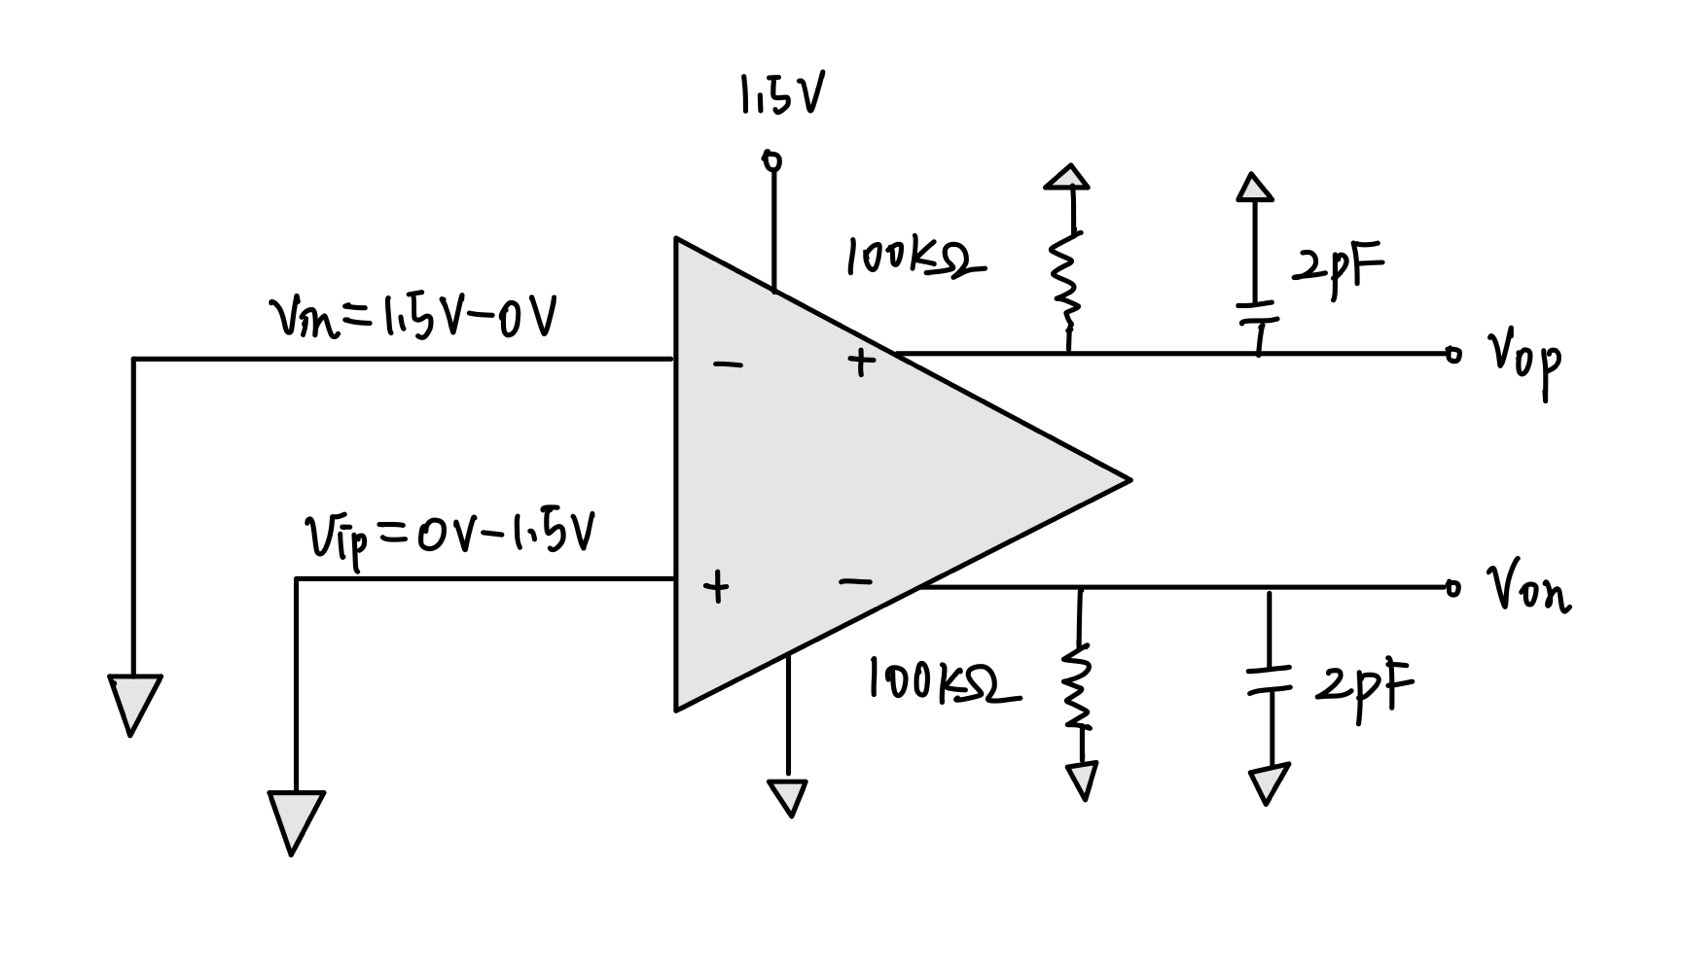 1.5V
100kΩ
2pF
Vin=1.5V-0V
- +
Vop
Vip=0V-1.5V
+ -
Von
100kΩ
2pF